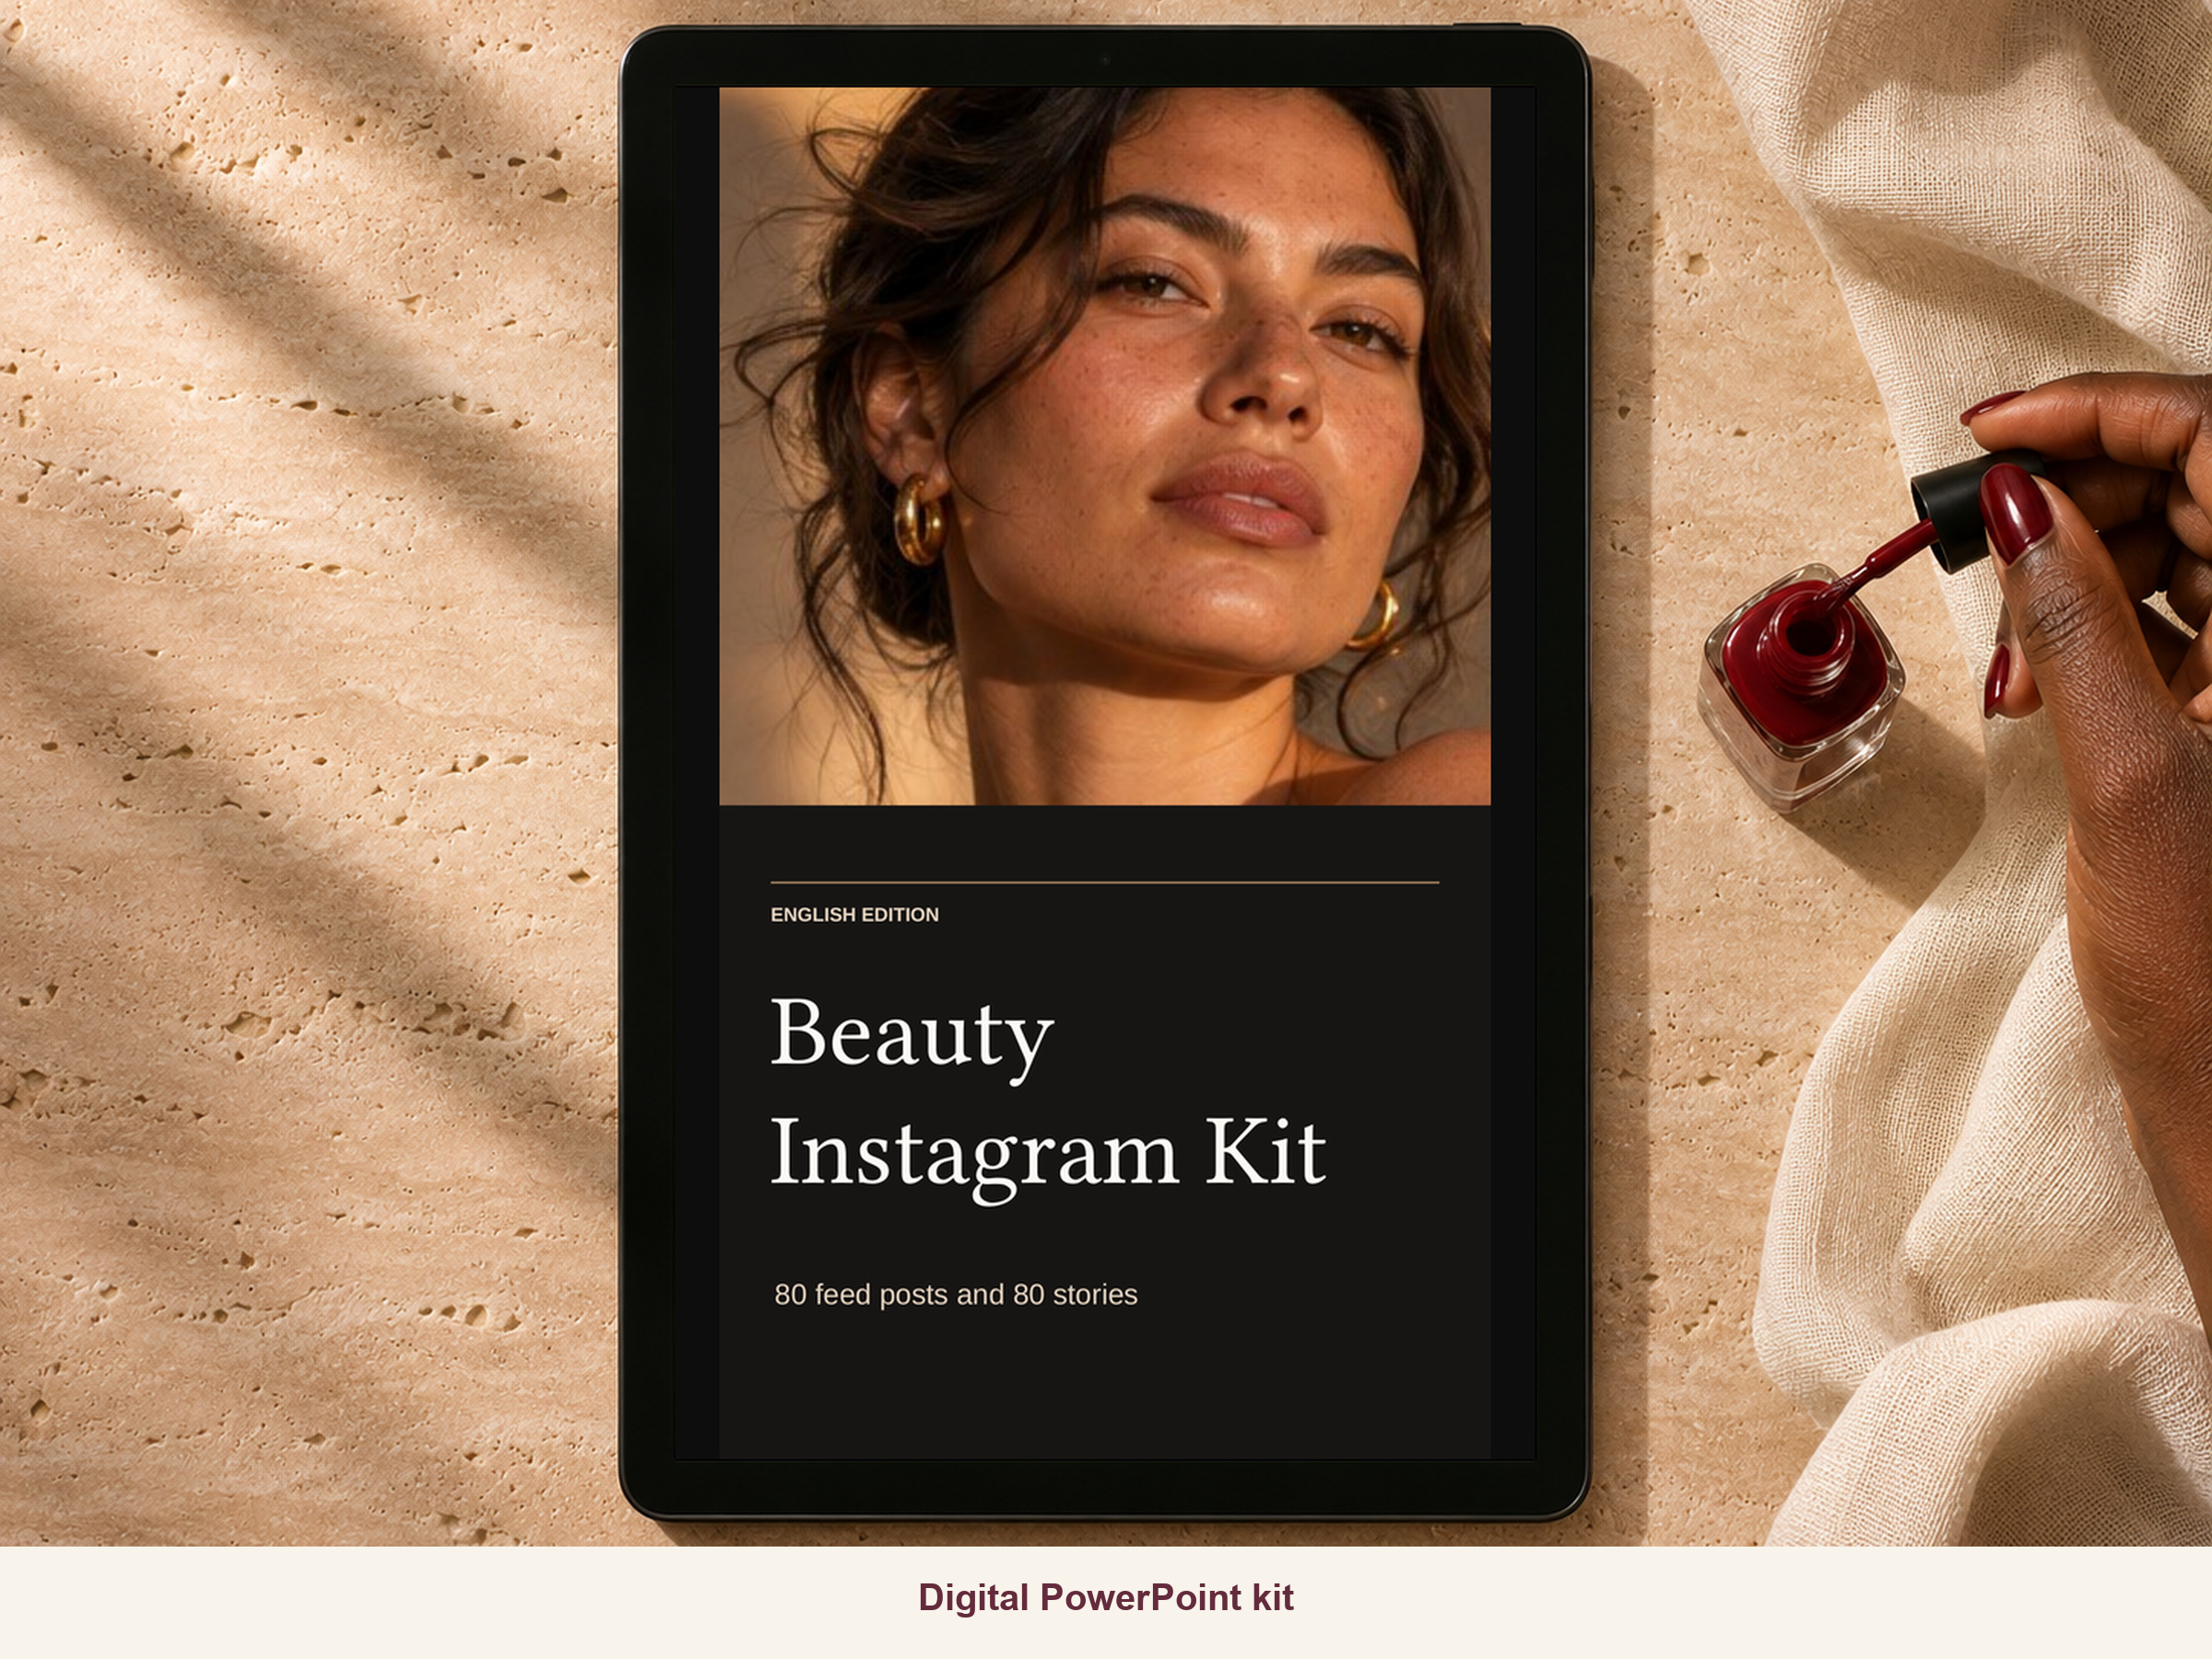 ENGLISH EDITION
Beauty
Instagram Kit
80 feed posts and 80 stories
Digital PowerPoint kit